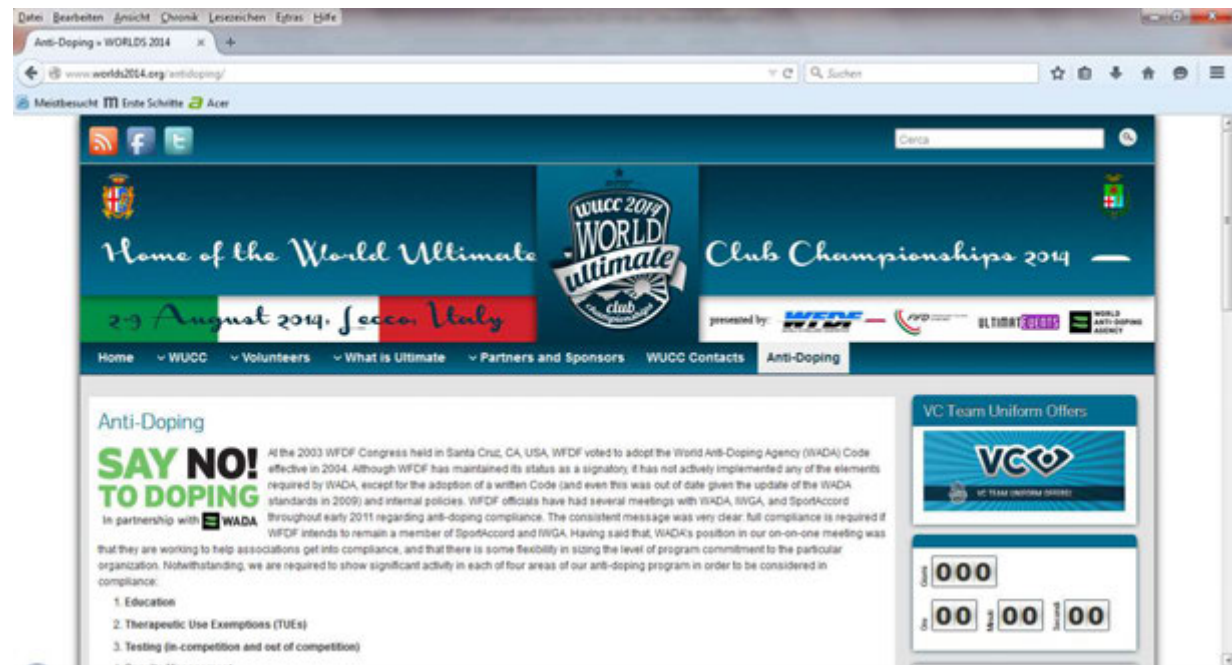 Datei Bearbeiten Ansicht Chronik Lesezeichen Extras Hilfe
Anti-Doping » WORLDS 2014
www.worlds2014.org/antidoping/
Suchen
Meistbesucht Erste Schritte Acer
Cerca
Home of the World Ultimate
WUCC 2014
WORLD
ultimate
club
championships
Club Championships 2014
2-9 August 2014, Lecco, Italy
presented by: WFDF
ULTIMATEVENTS
WORLD
ANTI-DOPING
AGENCY
Home WUCC Volunteers What is Ultimate Partners and Sponsors WUCC Contacts Anti-Doping
Anti-Doping
SAY NO!
TO DOPING
In partnership with WADA
At the 2003 WFDF Congress held in Santa Cruz, CA, USA, WFDF voted to adopt the World Anti-Doping Agency (WADA) Code
effective in 2004. Although WFDF has maintained its status as a signatory, it has not actively implemented any of the elements
required by WADA, except for the adoption of a written Code (and even this was out of date given the update of the WADA
standards in 2009) and internal policies. WFDF officials have had several meetings with WADA, IWGA, and SportAccord
throughout early 2011 regarding anti-doping compliance. The consistent message was very clear: full compliance is required if
WFDF intends to remain a member of SportAccord and IWGA. Having said that, WADA's position in our on-on-one meeting was
that they are working to help associations get into compliance, and that there is some flexibility in sizing the level of program commitment to the particular
organization. Notwithstanding, we are required to show significant activity in each of four areas of our anti-doping program in order to be considered in
compliance:
1. Education
2. Therapeutic Use Exemptions (TUEs)
3. Testing (in-competition and out of competition)
VC Team Uniform Offers
VC
VC TEAM UNIFORM OFFERS!
Giorni 000
Ore 00 Minuti 00 Secondi 00